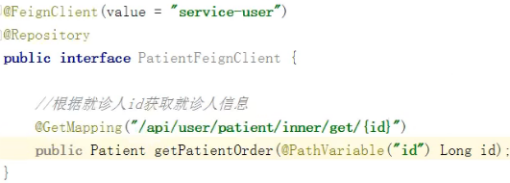 @FeignClient(value = "service-user")
@Repository
public interface PatientFeignClient {
//根据就诊人id获取就诊人信息
@GetMapping("/api/user/patient/inner/get/{id}")
public Patient getPatientOrder(@PathVariable("id") Long id);
}